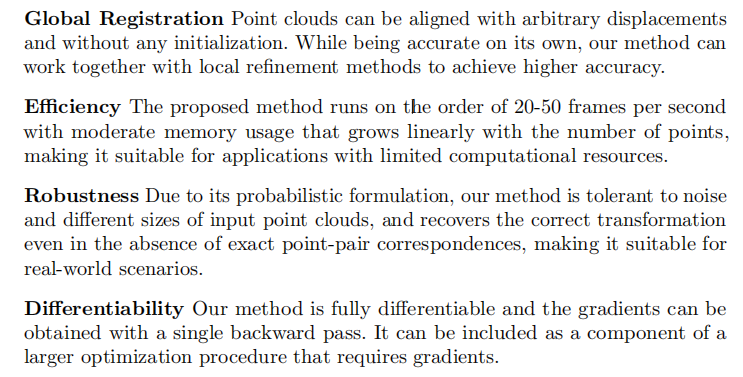 Global Registration Point clouds can be aligned with arbitrary displacements
and without any initialization. While being accurate on its own, our method can
work together with local refinement methods to achieve higher accuracy.
Efficiency The proposed method runs on the order of 20-50 frames per second
with moderate memory usage that grows linearly with the number of points,
making it suitable for applications with limited computational resources.
Robustness Due to its probabilistic formulation, our method is tolerant to noise
and different sizes of input point clouds, and recovers the correct transformation
even in the absence of exact point-pair correspondences, making it suitable for
real-world scenarios.
Differentiability Our method is fully differentiable and the gradients can be
obtained with a single backward pass. It can be included as a component of a
larger optimization procedure that requires gradients.